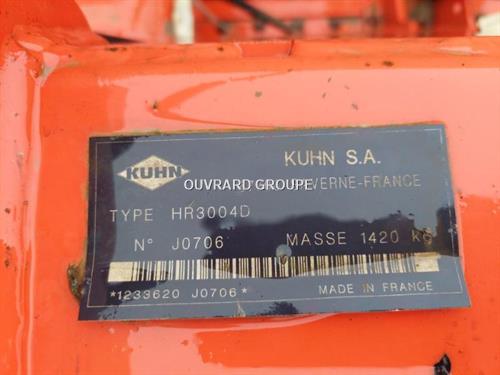 KUHN
KUHN S.A.
OUVRARD GROUPE
VERNE-FRANCE
TYPE HR3004D
N° J0706 MASSE 1420 kg
*1233620 J0706*
MADE IN FRANCE